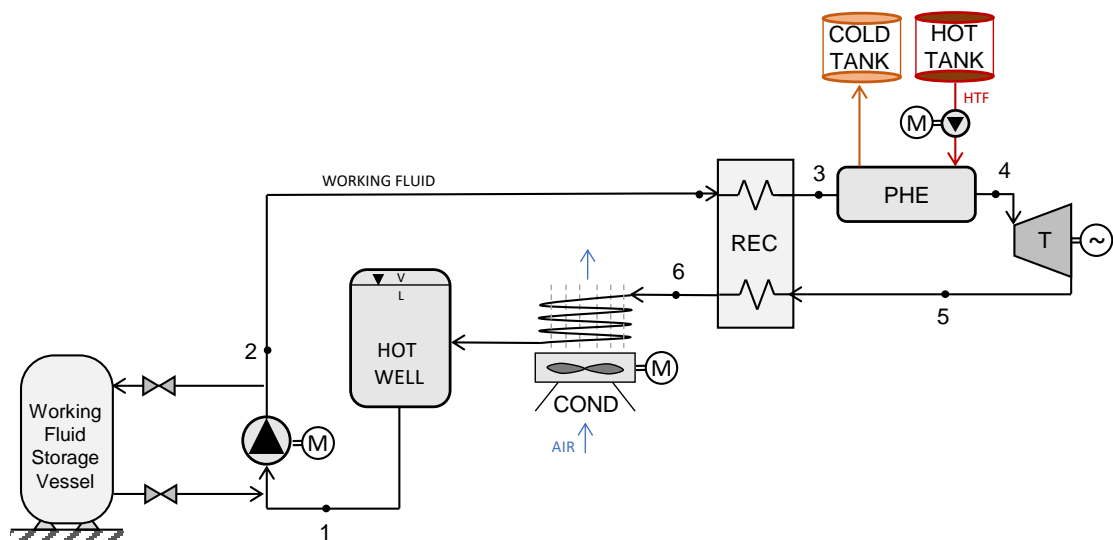 COLD
TANK
HOT
TANK
HTF
M
3
PHE
4
WORKING FLUID
REC
T
~
6
5
V
L
HOT
WELL
2
M
COND
AIR
Working
Fluid
Storage
Vessel
M
1